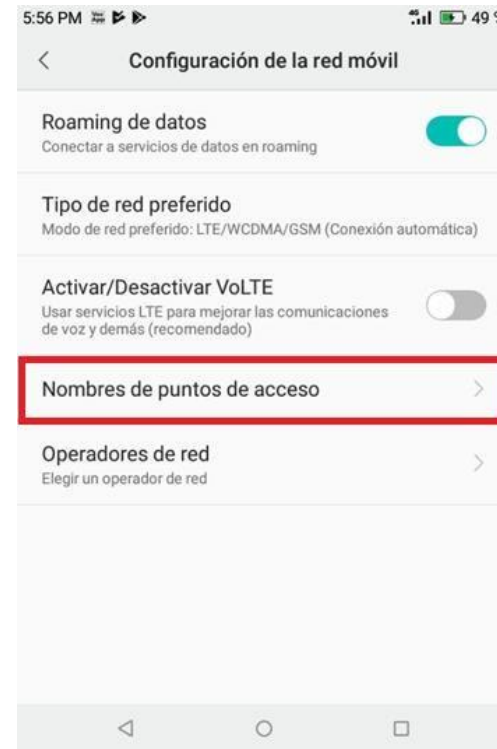 5:56 PM 4G 49 %
Configuración de la red móvil
Roaming de datos
Conectar a servicios de datos en roaming
Tipo de red preferido
Modo de red preferido: LTE/WCDMA/GSM (Conexión automática)
Activar/Desactivar VoLTE
Usar servicios LTE para mejorar las comunicaciones
de voz y demás (recomendado)
Nombres de puntos de acceso
Operadores de red
Elegir un operador de red